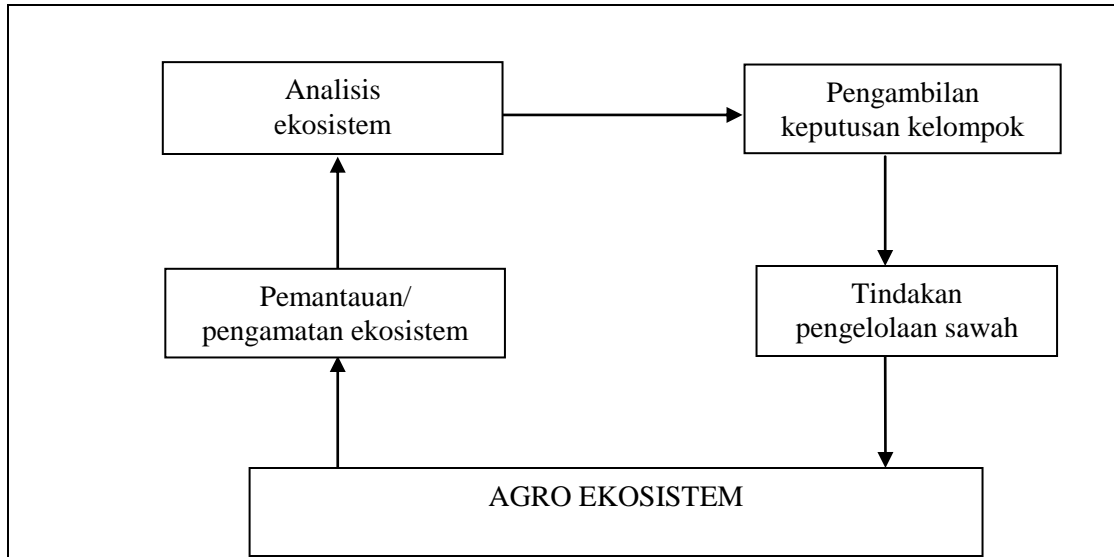 Analisis
ekosistem
Pengambilan
keputusan kelompok
Pemantauan/
pengamatan ekosistem
Tindakan
pengelolaan sawah
AGRO EKOSISTEM